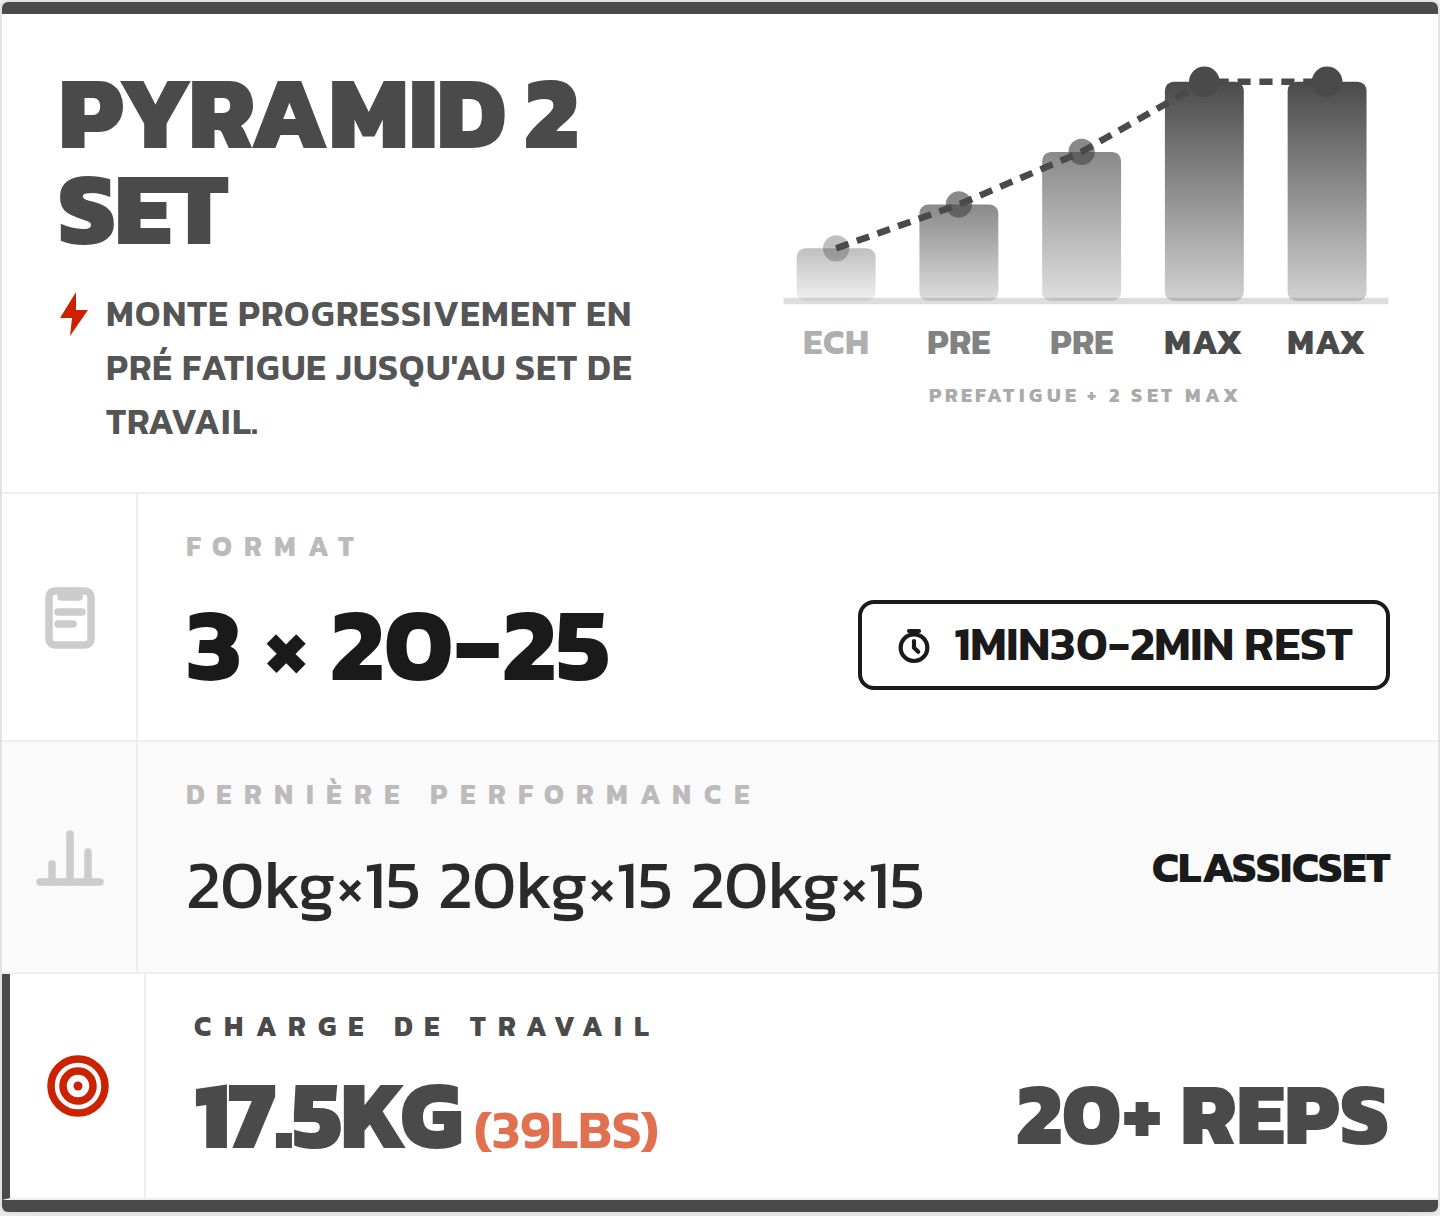 PYRAMID 2
SET
MONTE PROGRESSIVEMENT EN
PRÉ FATIGUE JUSQU'AU SET DE
TRAVAIL.
ECH PRE PRE MAX MAX
PREFATIGUE + 2 SET MAX
FORMAT
3 × 20–25
1MIN30–2MIN REST
DERNIÈRE PERFORMANCE
20kg×15 20kg×15 20kg×15
CLASSICSET
CHARGE DE TRAVAIL
17.5KG (39LBS)
20+ REPS